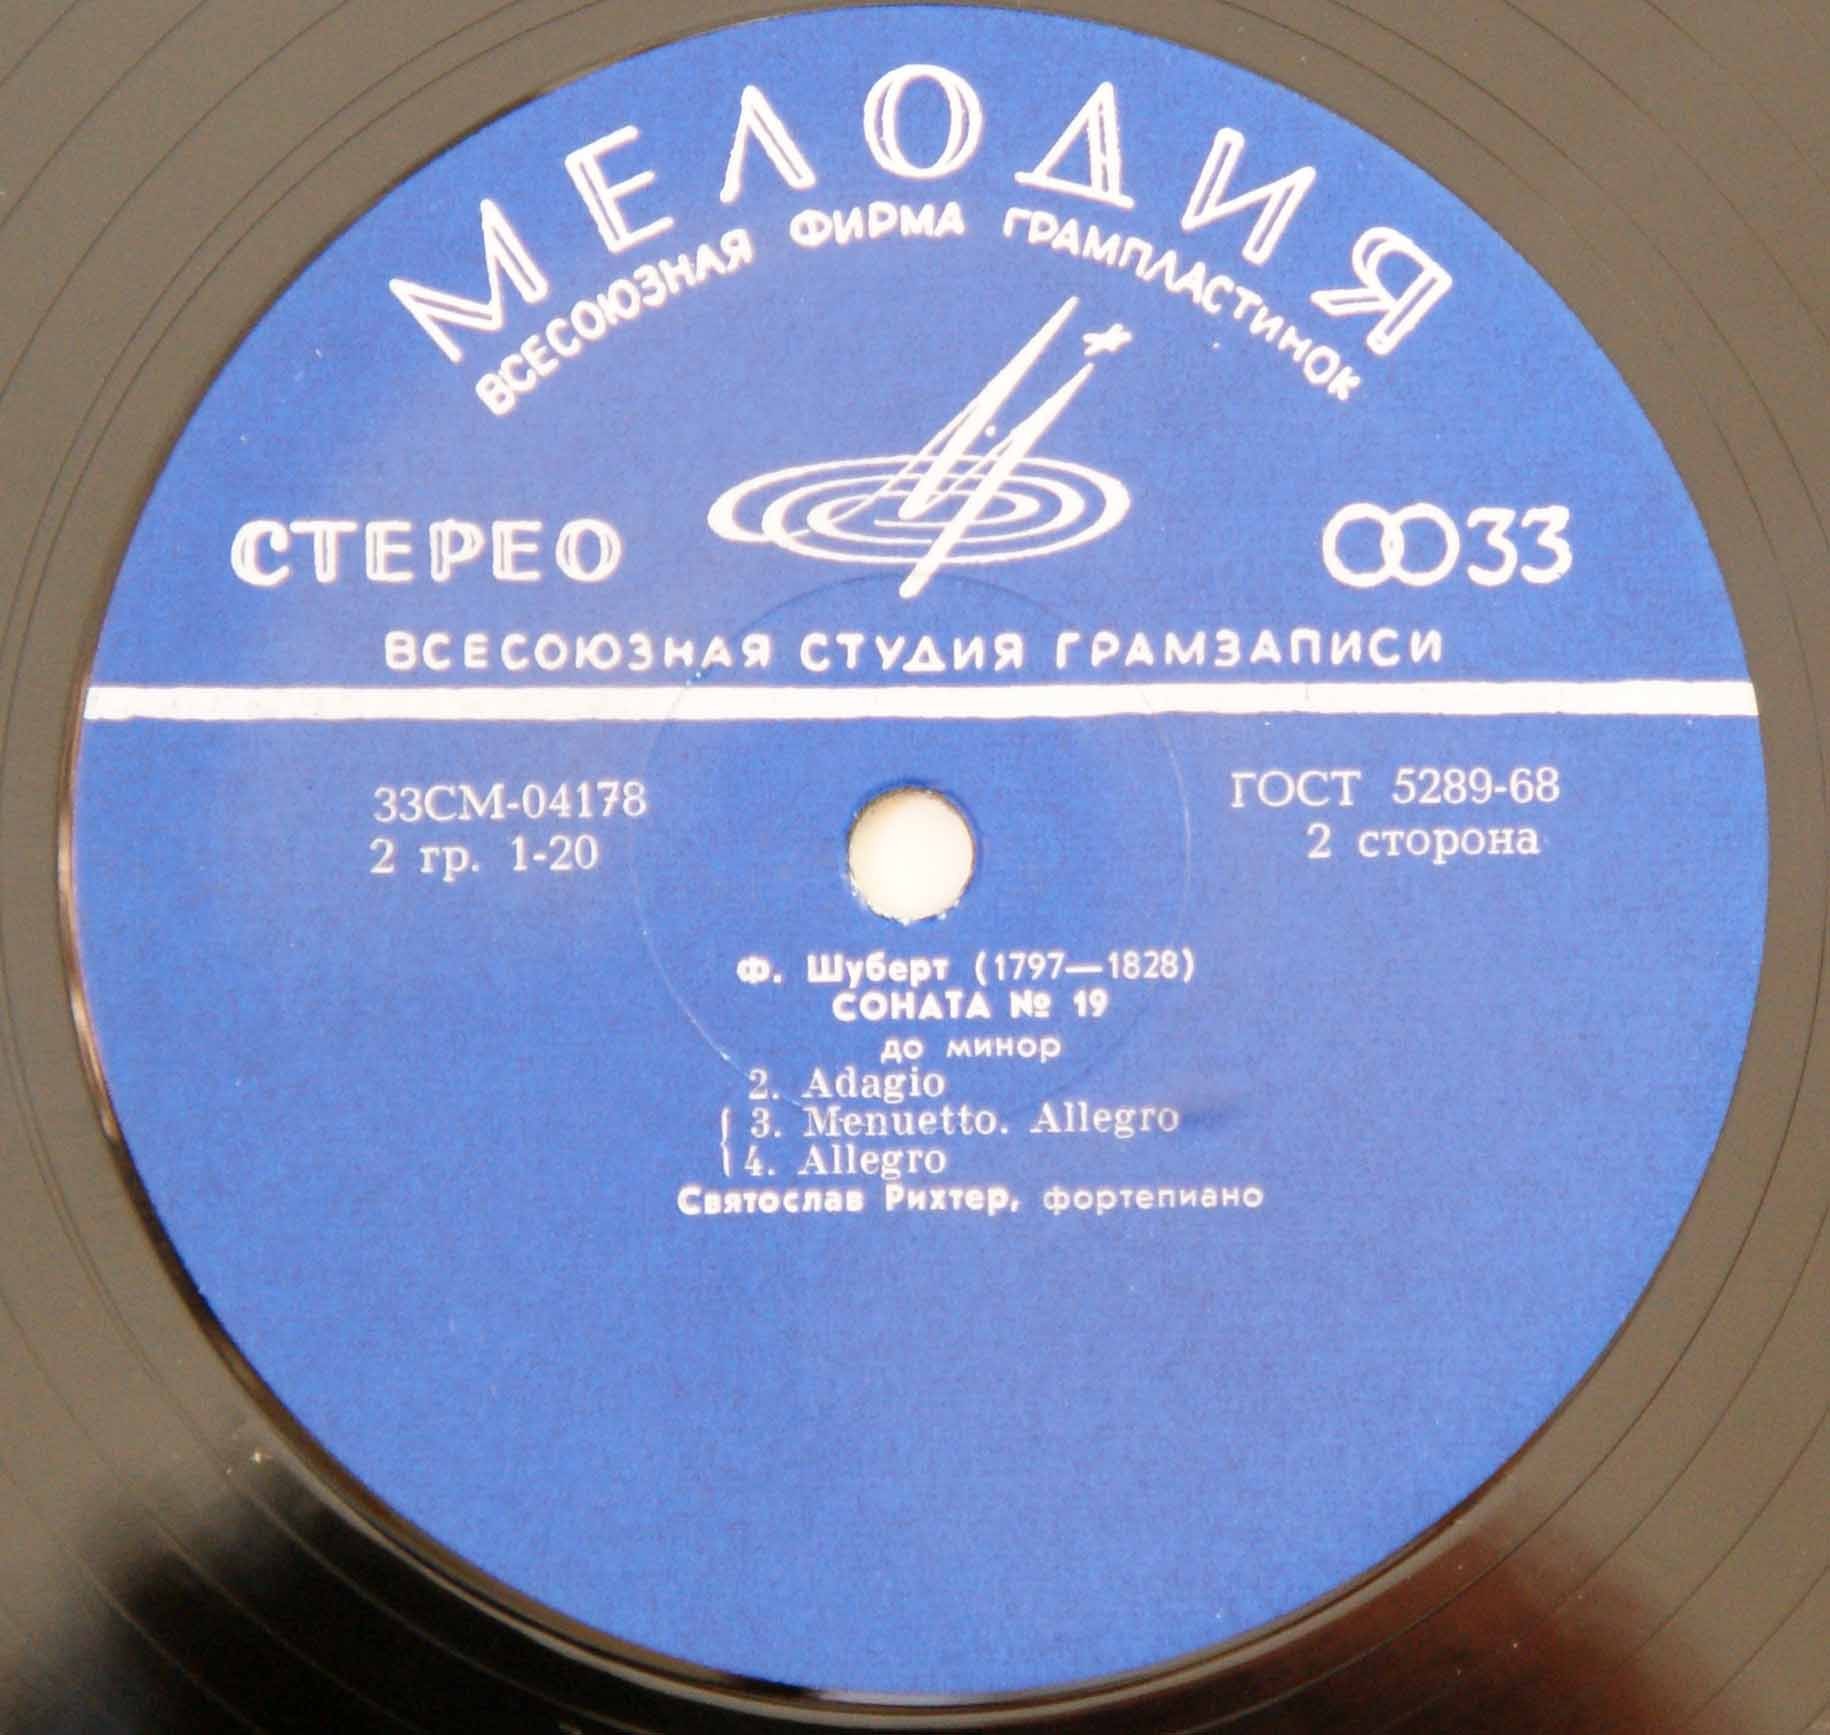 МЕЛОДИЯ
ВСЕСОЮЗНАЯ ФИРМА ГРАМПЛАСТИНОК
СТЕРЕО
33
ВСЕСОЮЗНАЯ СТУДИЯ ГРАМЗАПИСИ
33СМ-04178
2 гр. 1-20
ГОСТ 5289-68
2 сторона
Ф. Шуберт (1797—1828)
СОНАТА № 19
до минор
2. Adagio
3. Menuetto. Allegro
4. Allegro
Святослав Рихтер, фортепиано